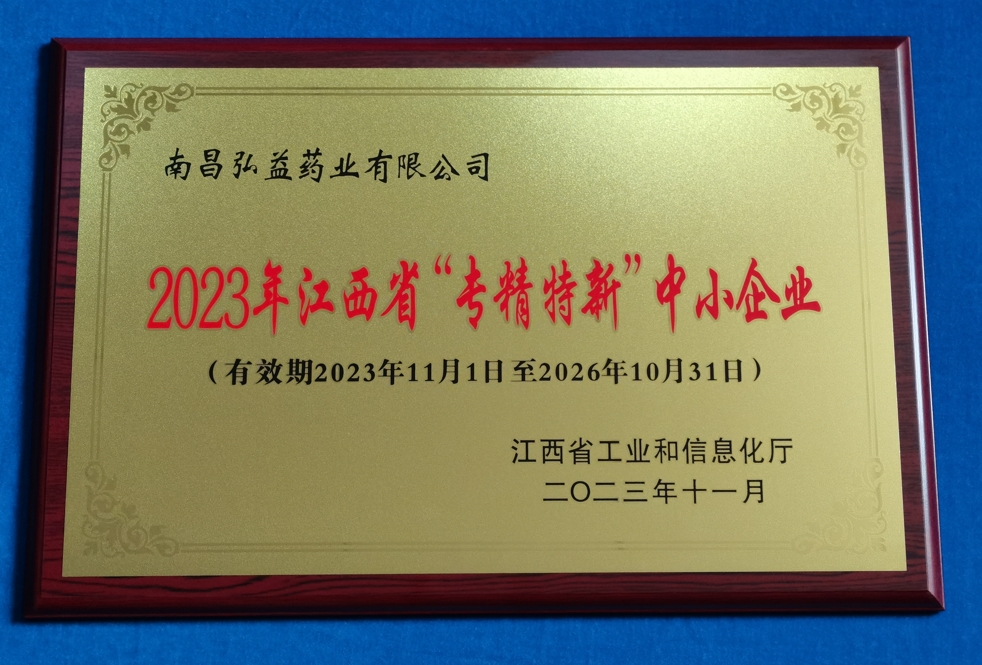 南昌弘益药业有限公司
2023年江西省“专精特新”中小企业
（有效期2023年11月1日至2026年10月31日）
江西省工业和信息化厅
二〇二三年十一月